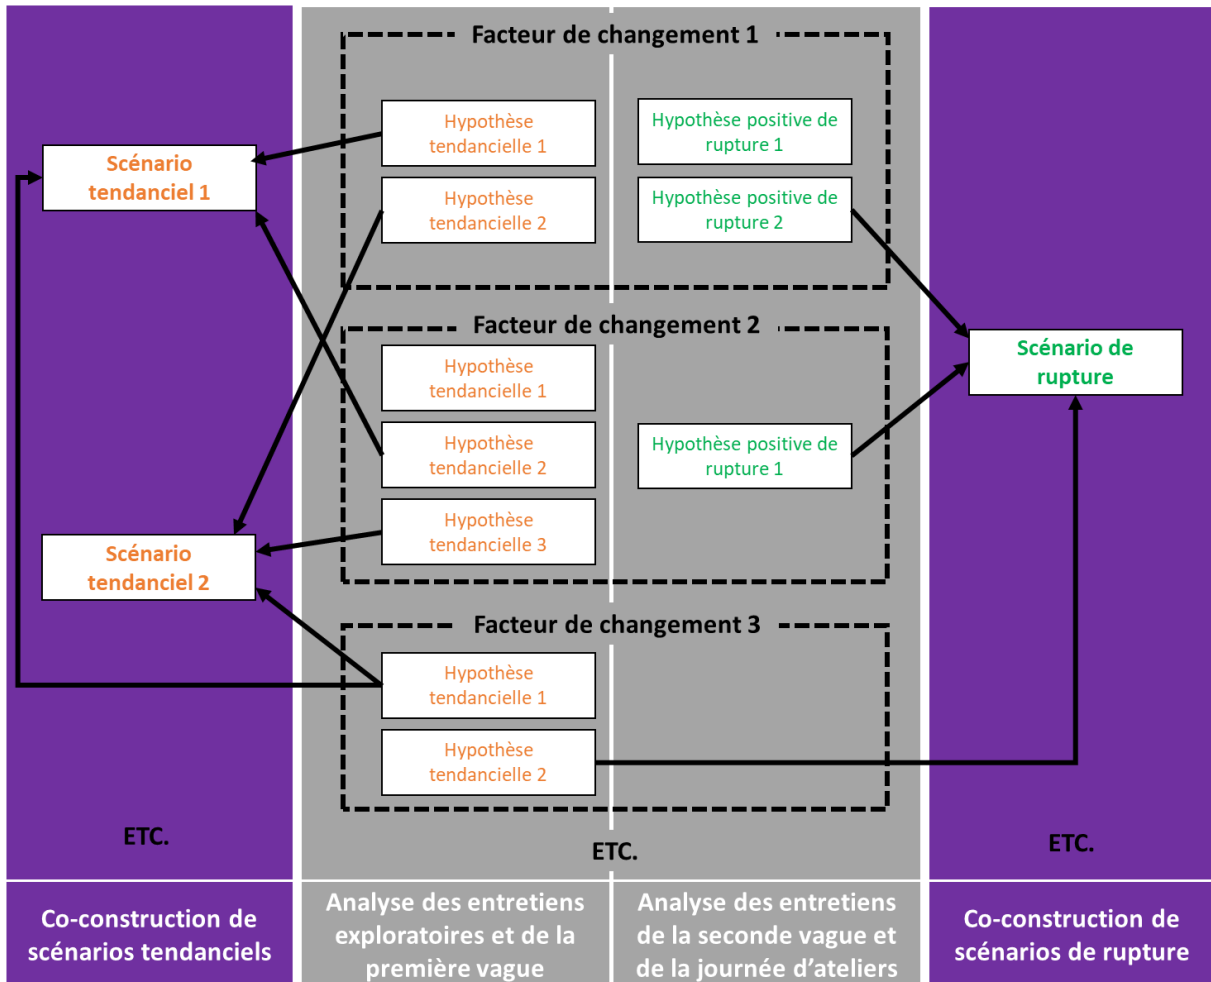 Facteur de changement 1
Hypothèse
tendancielle 1
Hypothèse positive de
rupture 1
Scénario
tendanciel 1
Hypothèse
tendancielle 2
Hypothèse positive de
rupture 2
Facteur de changement 2
Hypothèse
tendancielle 1
Scénario de
rupture
Hypothèse
tendancielle 2
Hypothèse positive de
rupture 1
Hypothèse
tendancielle 3
Scénario
tendanciel 2
Facteur de changement 3
Hypothèse
tendancielle 1
Hypothèse
tendancielle 2
ETC.
ETC.
ETC.
Co-construction de
scénarios tendanciels
Analyse des entretiens
exploratoires et de la
première vague
Analyse des entretiens
de la seconde vague et
de la journée d’ateliers
Co-construction de
scénarios de rupture